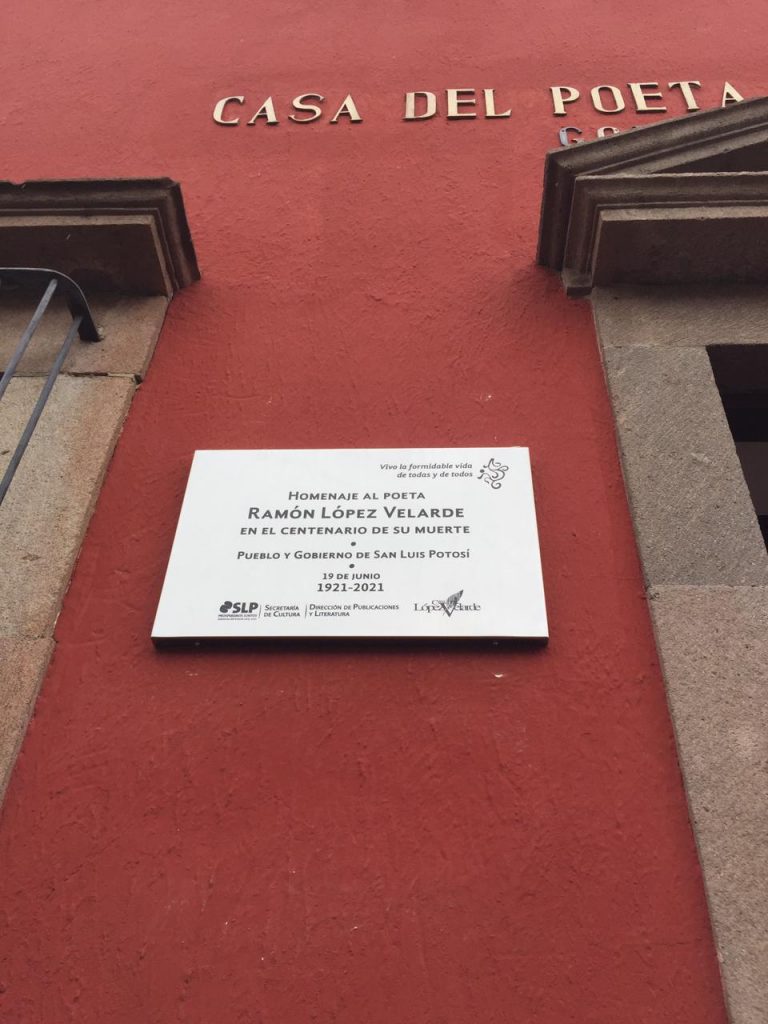 CASA DEL POETA
Vivo la formidable vida
de todas y de todos
HOMENAJE AL POETA
RAMÓN LÓPEZ VELARDE
EN EL CENTENARIO DE SU MUERTE
•
PUEBLO Y GOBIERNO DE SAN LUIS POTOSÍ
•
19 DE JUNIO
1921-2021
SLP
SECRETARÍA
DE CULTURA
DIRECCIÓN DE PUBLICACIONES
Y LITERATURA
LópezVelarde